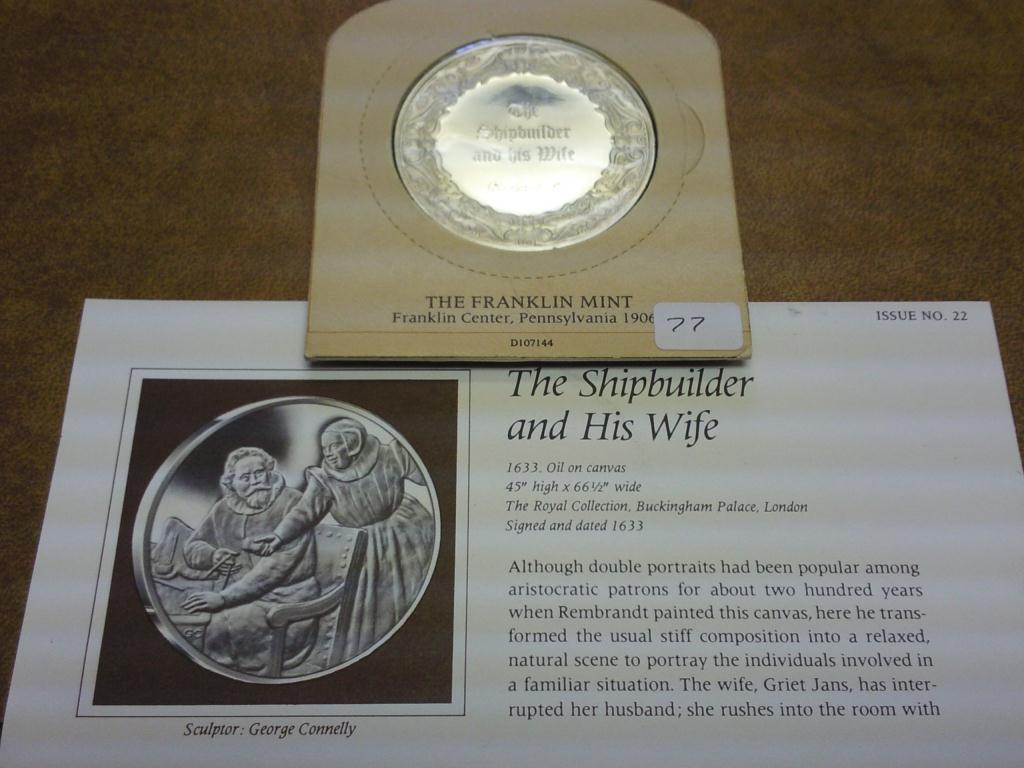 The
Shipbuilder
and his Wife
THE FRANKLIN MINT
Franklin Center, Pennsylvania 1906
77
D107144
ISSUE NO. 22
The Shipbuilder
and His Wife
1633. Oil on canvas
45" high x 66½" wide
The Royal Collection, Buckingham Palace, London
Signed and dated 1633
Although double portraits had been popular among
aristocratic patrons for about two hundred years
when Rembrandt painted this canvas, here he trans-
formed the usual stiff composition into a relaxed,
natural scene to portray the individuals involved in
a familiar situation. The wife, Griet Jans, has inter-
rupted her husband; she rushes into the room with
GC
Sculptor: George Connelly